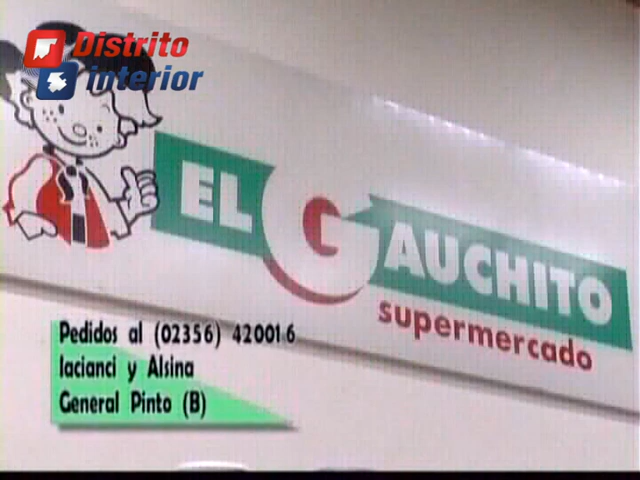 Distrito
interior
EL GAUCHITO
supermercado
Pedidos al (02356) 420016
Iacianci y Alsina
General Pinto (B)